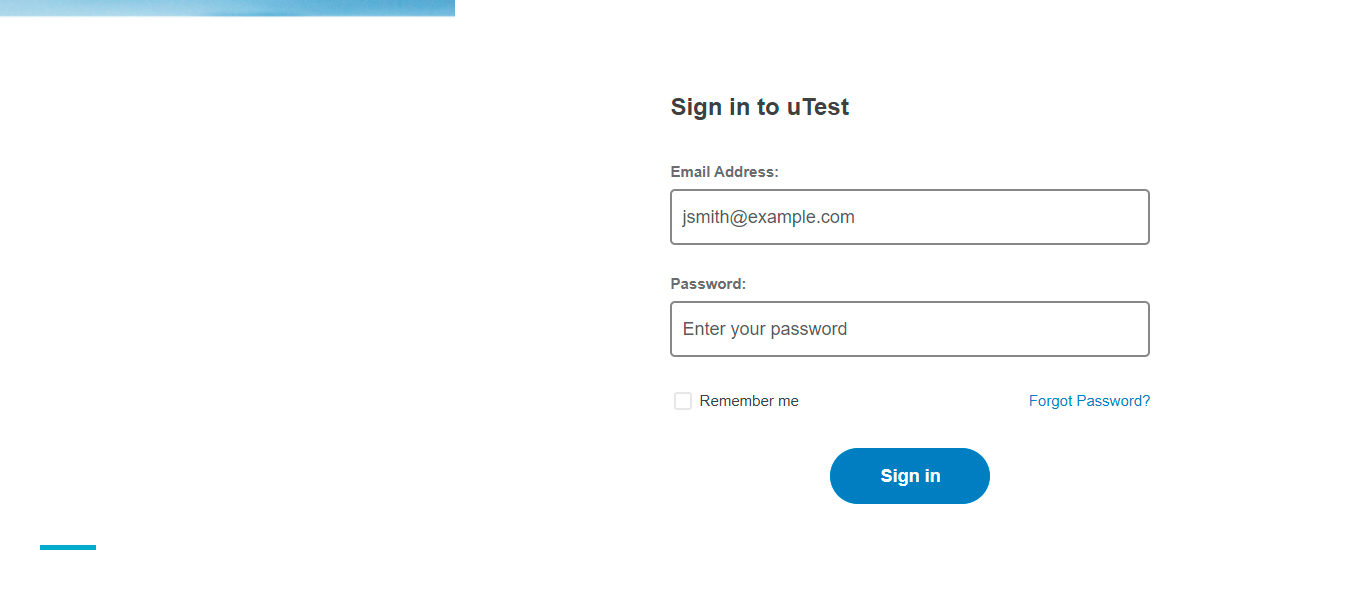 Sign in to uTest
Email Address:
jsmith@example.com
Password:
Enter your password
Remember me
Forgot Password?
Sign in